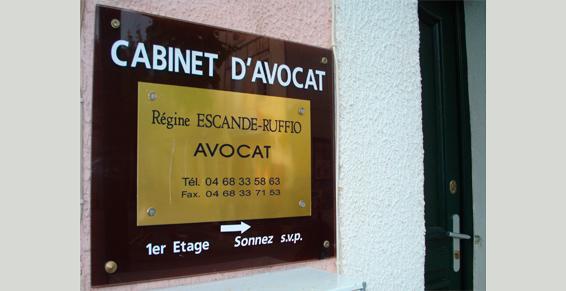 CABINET D'AVOCAT
Régine ESCANDE-RUFFIO
AVOCAT
Tél. 04 68 33 58 63
Fax. 04 68 33 71 53
1er Etage Sonnez s.v.p.